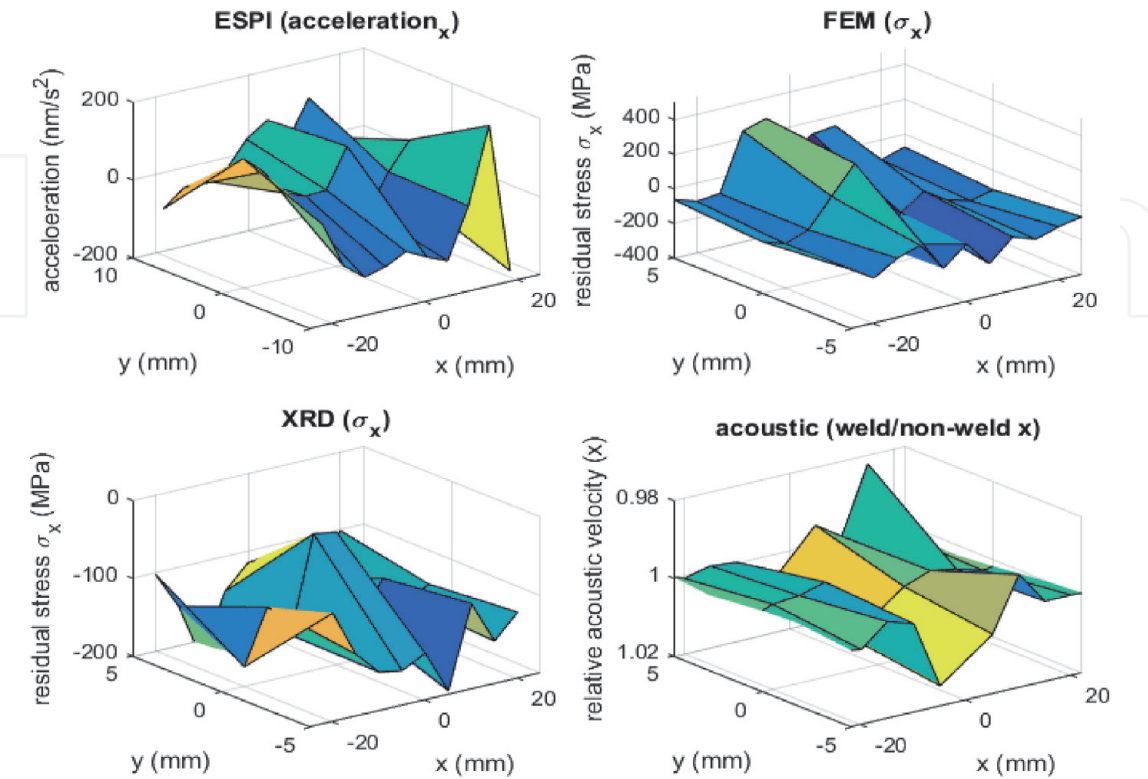 ESPI (acceleration_x)
acceloeration (nm/s²)
200
0
-200
10
0
-10
y (mm)
-20
0
20
x (mm)
FEM (σ_x)
residual stress σ_x (MPa)
400
200
0
-200
-400
5
0
-5
y (mm)
-20
0
20
x (mm)
XRD (σ_x)
residual stress σ_x (MPa)
0
-100
-200
5
0
-5
y (mm)
-20
0
20
x (mm)
acoustic (weld/non-weld x)
relative acoustic velocity (x)
0.98
1
1.02
5
0
-5
y (mm)
-20
0
20
x (mm)